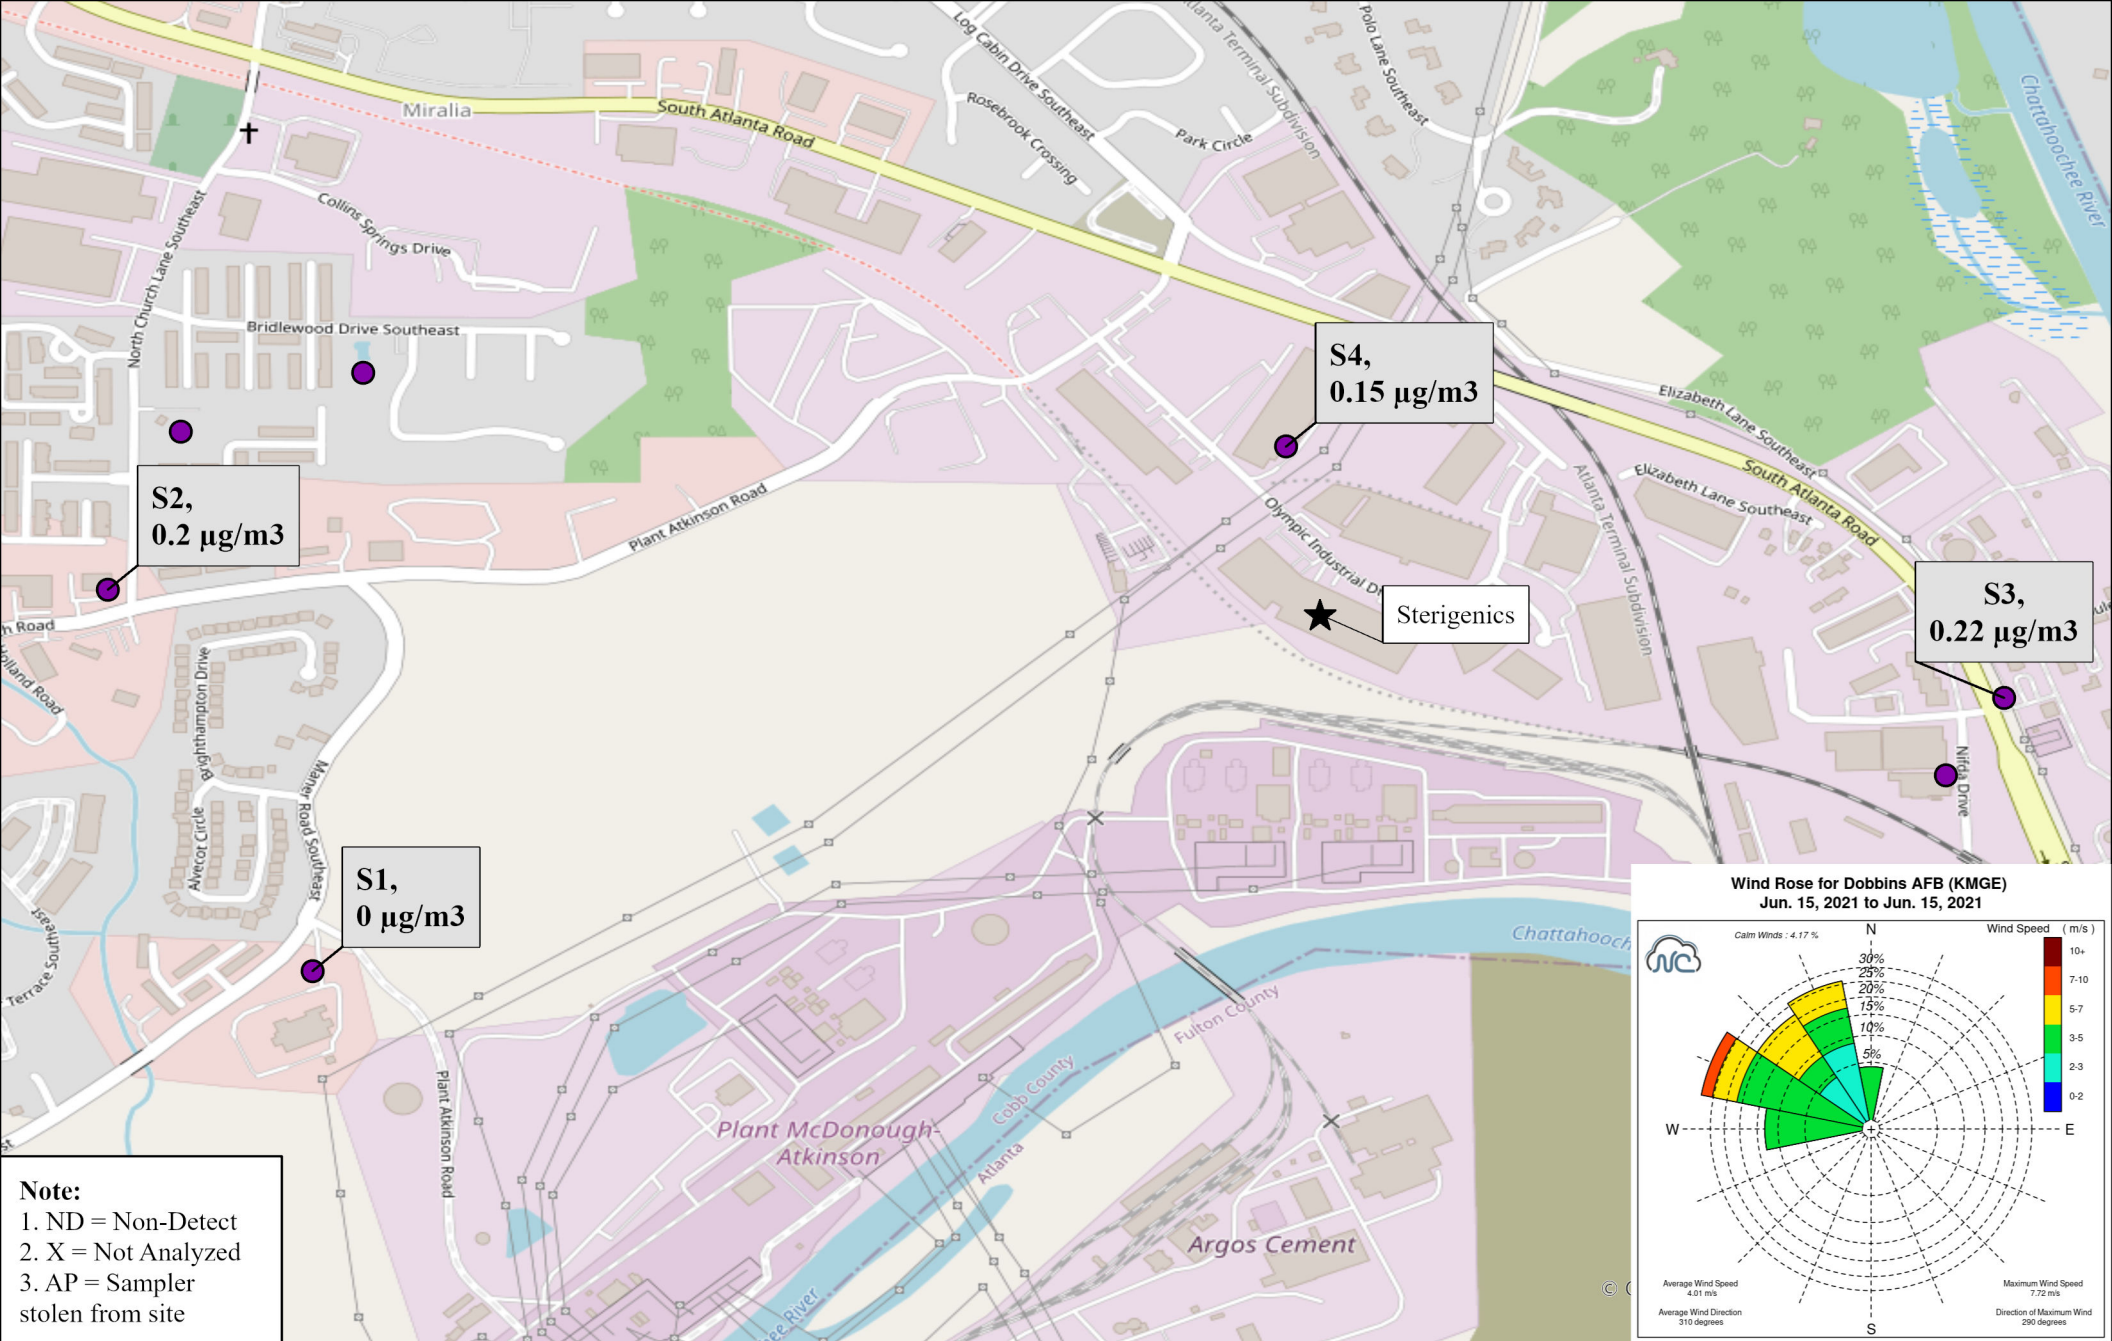 Miralia
South Atlanta Road
Log Cabin Drive Southeast
Rosebrook Crossing
Park Circle
Atlanta Terminal Subdivision
Polo Lane Southeast
Chattahoochee River
North Church Lane Southeast
Collins Springs Drive
Bridlewood Drive Southeast
S4,
0.15 µg/m3
Elizabeth Lane Southeast
Elizabeth Lane Southeast
South Atlanta Road
Atlanta Terminal Subdivision
S2,
0.2 µg/m3
Plant Atkinson Road
Olympic Industrial
Sterigenics
S3,
0.22 µg/m3
Road
Holland Road
Brighthampton Drive
Alvecot Circle
Maner Road Southeast
Nifda Drive
S1,
0 µg/m3
Terrace Southeast
Chattahooch
Fulton County
Cobb County
Atlanta
Plant Atkinson Road
Plant McDonough-
Atkinson
Argos Cement
River
Note:
1. ND = Non-Detect
2. X = Not Analyzed
3. AP = Sampler
stolen from site
Wind Rose for Dobbins AFB (KMGE)
Jun. 15, 2021 to Jun. 15, 2021
NC
Calm Winds : 4.17 %
N
Wind Speed ( m/s )
30%
25%
20%
15%
10%
5%
W
E
S
10+
7-10
5-7
3-5
2-3
0-2
Average Wind Speed
4.01 m/s
Average Wind Direction
310 degrees
Maximum Wind Speed
7.72 m/s
Direction of Maximum Wind
290 degrees
©